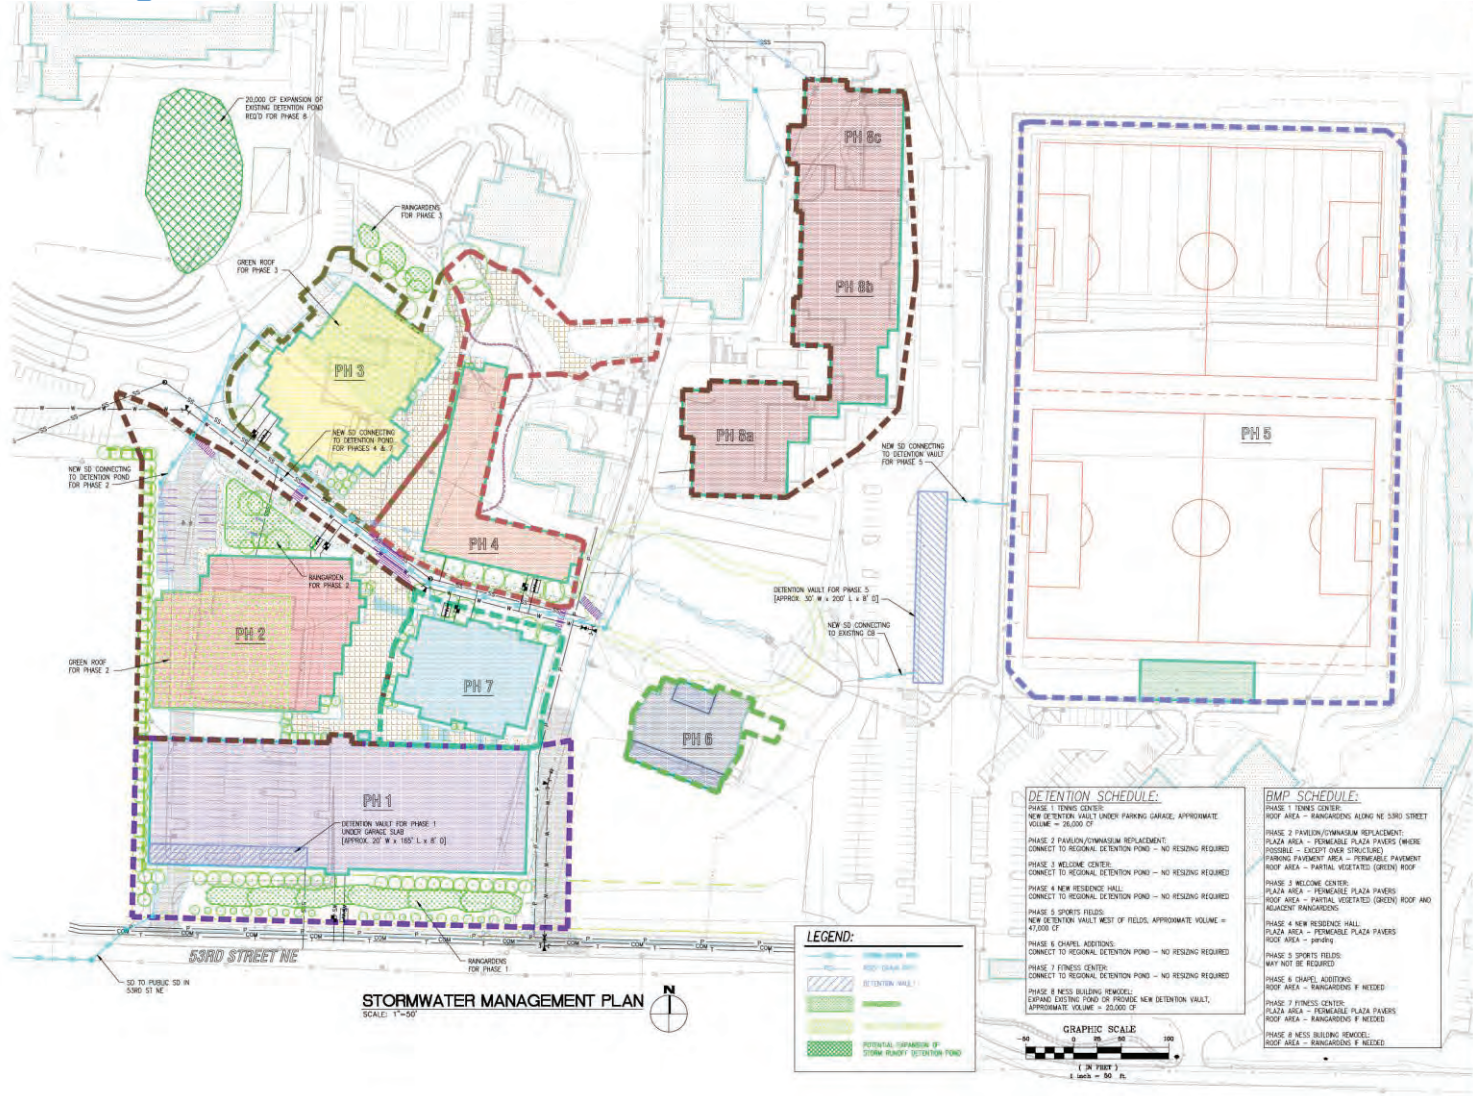 20,000 CF EXPANSION OF
EXISTING DETENTION POND
REQ'D FOR PHASE 8
RAINGARDENS
FOR PHASE 3
GREEN ROOF
FOR PHASE 3
PH 8c
PH 8b
PH 8a
PH 3
PH 5
NEW SD CONNECTING
TO DETENTION POND
FOR PHASES 4 & 7
NEW SD CONNECTING
TO DETENTION VAULT
FOR PHASE 5
NEW SD CONNECTING
TO DETENTION POND
FOR PHASE 2
PH 4
RAINGARDEN
FOR PHASE 2
DETENTION VAULT FOR PHASE 5
[APPROX. 30' W x 200' L x 8' D]
NEW SD CONNECTING
TO EXISTING CB
PH 2
GREEN ROOF
FOR PHASE 2
PH 7
PH 6
PH 1
DETENTION VAULT FOR PHASE 1
UNDER GARAGE SLAB
[APPROX. 20' W x 165' L x 8' D]
53RD STREET NE
RAINGARDENS
FOR PHASE 1
SD TO PUBLIC SD IN
53RD ST NE
STORMWATER MANAGEMENT PLAN
SCALE: 1"=50'
N
LEGEND:
DETENTION VAULT
POTENTIAL EXPANSION OF
STORM RUNOFF DETENTION POND
DETENTION SCHEDULE:
PHASE 1 TENNIS CENTER:
NEW DETENTION VAULT UNDER PARKING GARAGE, APPROXIMATE
VOLUME = 26,000 CF
PHASE 2 PAVILION/GYMNASIUM REPLACEMENT:
CONNECT TO REGIONAL DETENTION POND - NO RESIZING REQUIRED
PHASE 3 WELCOME CENTER:
CONNECT TO REGIONAL DETENTION POND - NO RESIZING REQUIRED
PHASE 4 NEW RESIDENCE HALL:
CONNECT TO REGIONAL DETENTION POND - NO RESIZING REQUIRED
PHASE 5 SPORTS FIELDS:
NEW DETENTION VAULT WEST OF FIELDS, APPROXIMATE VOLUME =
47,000 CF
PHASE 6 CHAPEL ADDITIONS:
CONNECT TO REGIONAL DETENTION POND - NO RESIZING REQUIRED
PHASE 7 FITNESS CENTER:
CONNECT TO REGIONAL DETENTION POND - NO RESIZING REQUIRED
PHASE 8 NESS BUILDING REMODEL:
EXPAND EXISTING POND OR PROVIDE NEW DETENTION VAULT,
APPROXIMATE VOLUME = 20,000 CF
BMP SCHEDULE:
PHASE 1 TENNIS CENTER:
ROOF AREA - RAINGARDENS ALONG NE 53RD STREET
PHASE 2 PAVILION/GYMNASIUM REPLACEMENT:
PLAZA AREA - PERMEABLE PLAZA PAVERS (WHERE
POSSIBLE - EXCEPT OVER STRUCTURE)
PARKING PAVEMENT AREA - PERMEABLE PAVEMENT
ROOF AREA - PARTIAL VEGETATED (GREEN) ROOF
PHASE 3 WELCOME CENTER:
PLAZA AREA - PERMEABLE PLAZA PAVERS
ROOF AREA - PARTIAL VEGETATED (GREEN) ROOF AND
ADJACENT RAINGARDENS
PHASE 4 NEW RESIDENCE HALL:
PLAZA AREA - PERMEABLE PLAZA PAVERS
ROOF AREA - pending
PHASE 5 SPORTS FIELDS:
MAY NOT BE REQUIRED
PHASE 6 CHAPEL ADDITIONS:
ROOF AREA - RAINGARDENS IF NEEDED
PHASE 7 FITNESS CENTER:
PLAZA AREA - PERMEABLE PLAZA PAVERS
ROOF AREA - RAINGARDENS IF NEEDED
PHASE 8 NESS BUILDING REMODEL:
ROOF AREA - RAINGARDENS IF NEEDED
GRAPHIC SCALE
50 0 25 50 100
( IN FEET )
1 inch = 50 ft.